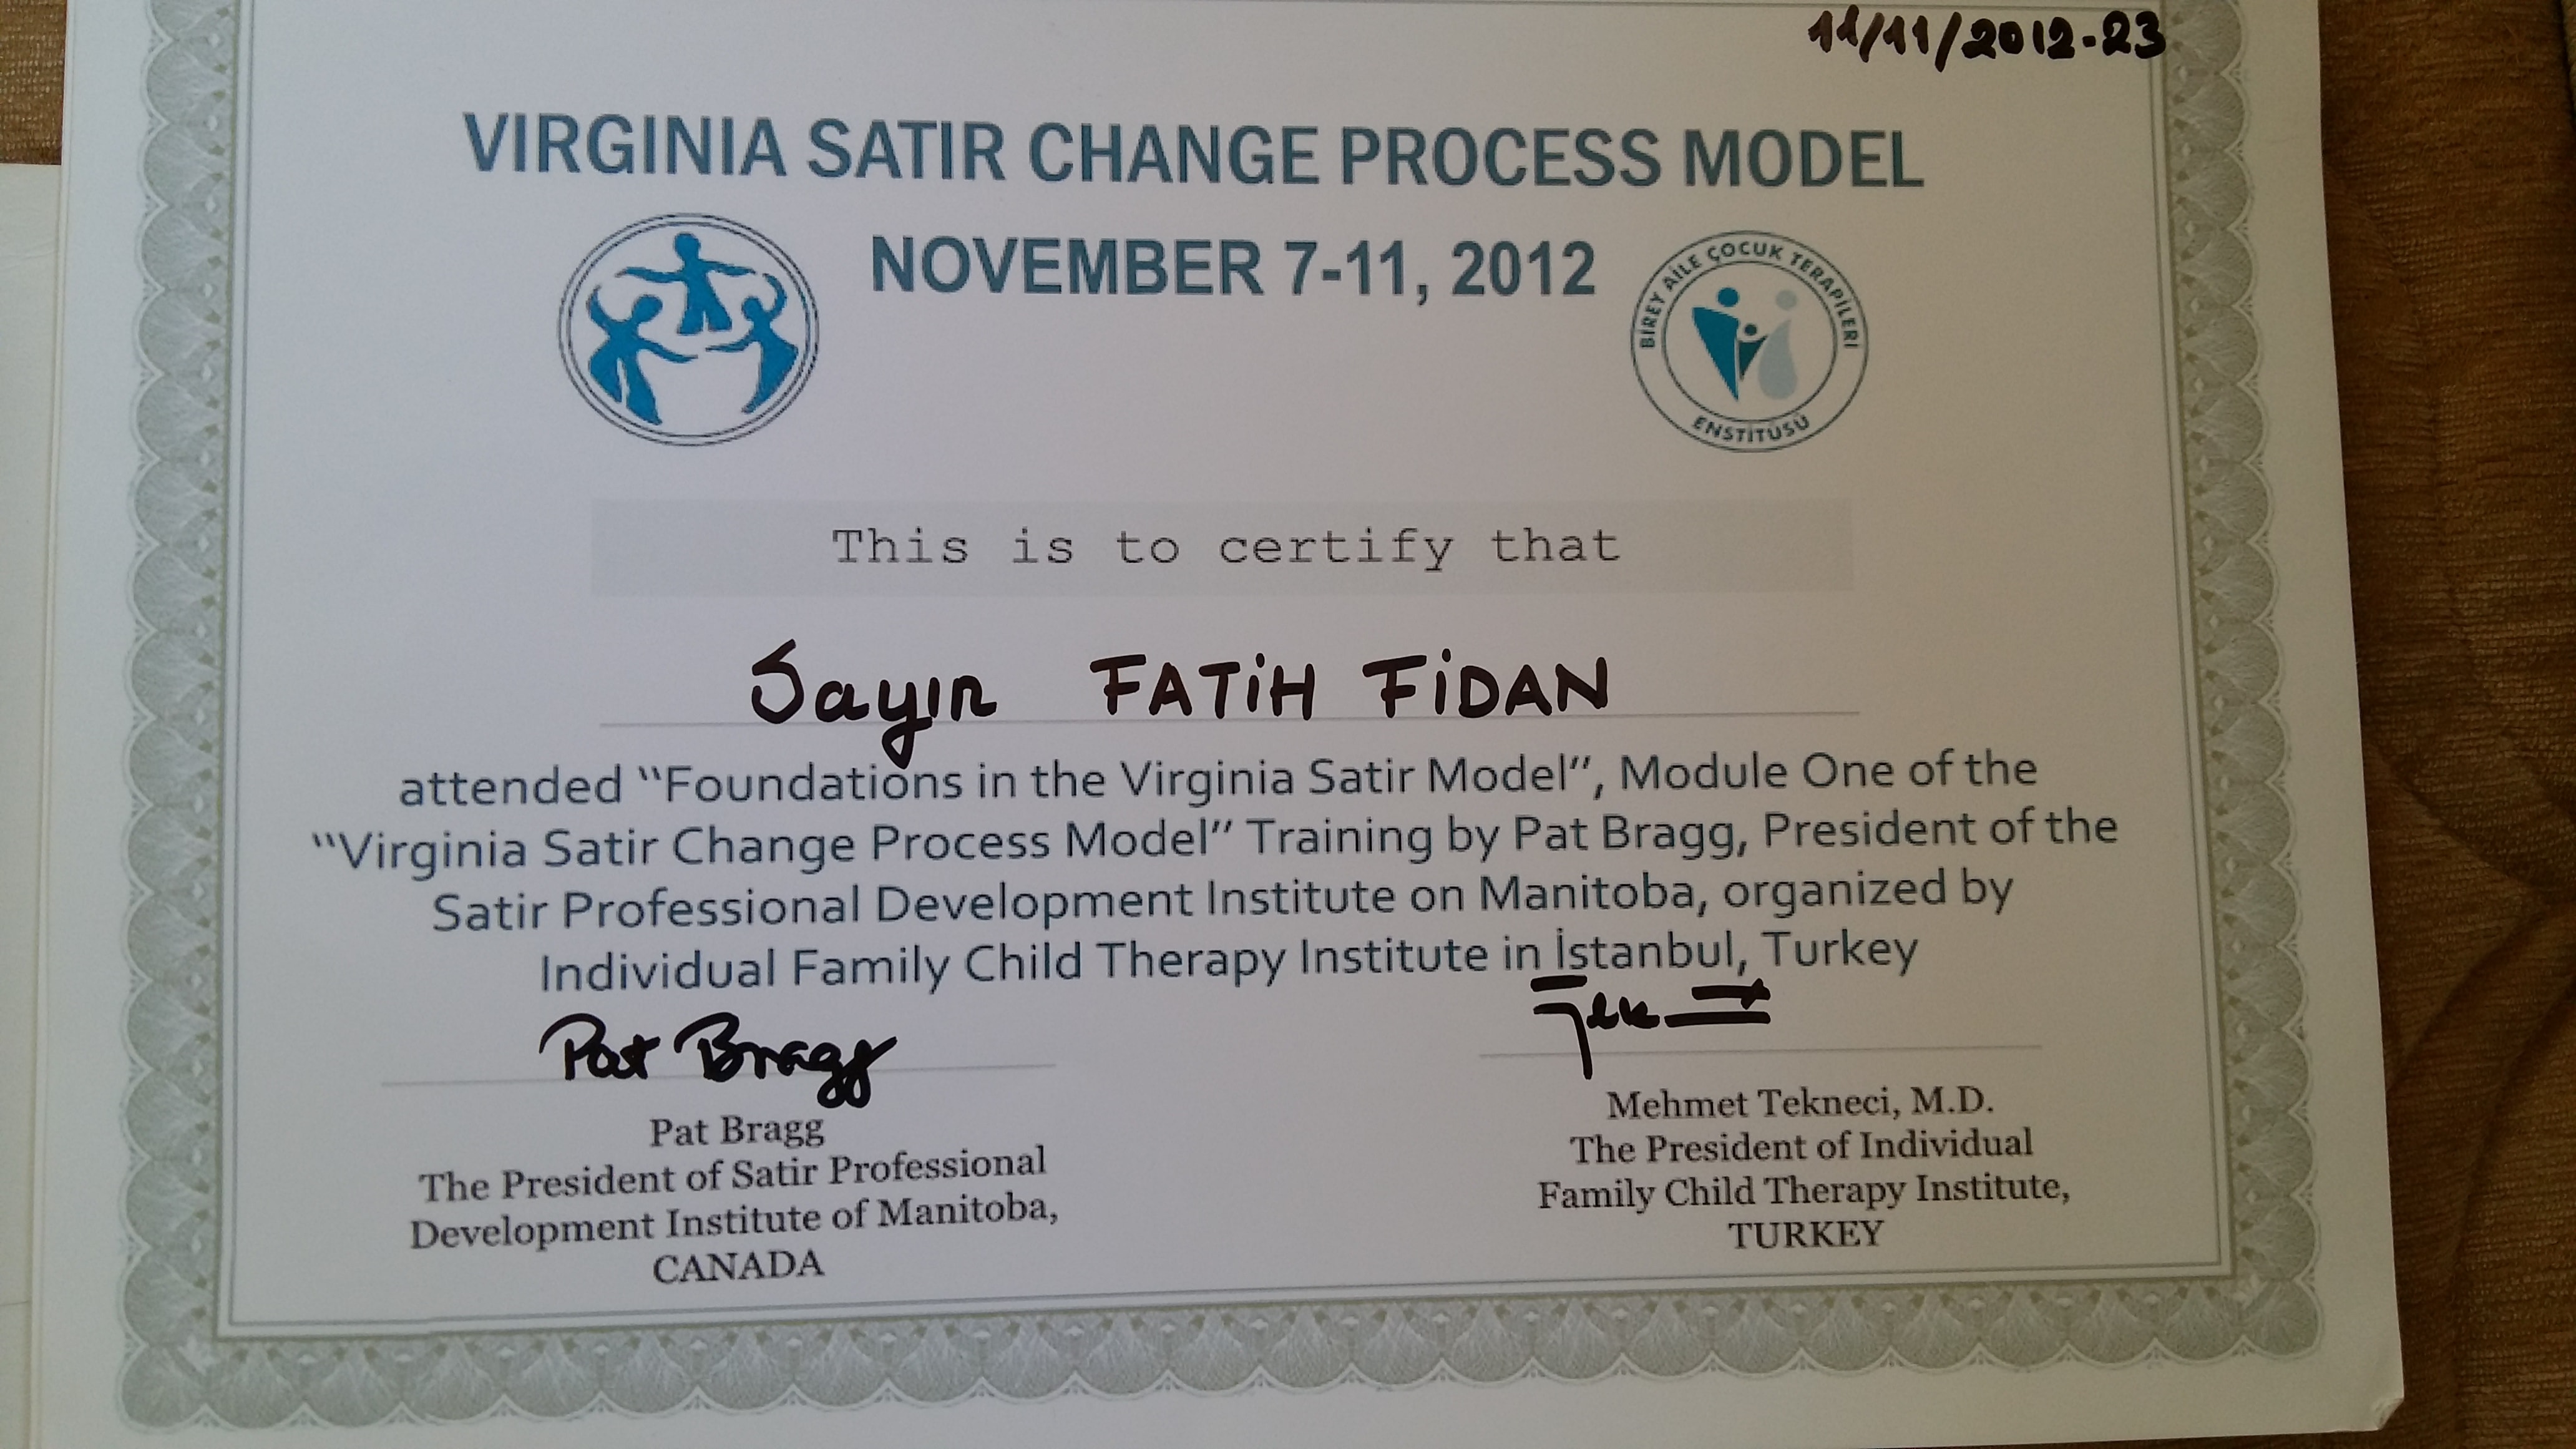 11/11/2012-23
VIRGINIA SATIR CHANGE PROCESS MODEL
NOVEMBER 7-11, 2012
BİREY AİLE ÇOCUK TERAPİLERİ
ENSTİTÜSÜ
This is to certify that
Sayın FATİH FİDAN
attended “Foundations in the Virginia Satir Model”, Module One of the
“Virginia Satir Change Process Model” Training by Pat Bragg, President of the
Satir Professional Development Institute on Manitoba, organized by
Individual Family Child Therapy Institute in İstanbul, Turkey
Pat Bragg
Pat Bragg
The President of Satir Professional
Development Institute of Manitoba,
CANADA
Mehmet Tekneci, M.D.
The President of Individual
Family Child Therapy Institute,
TURKEY